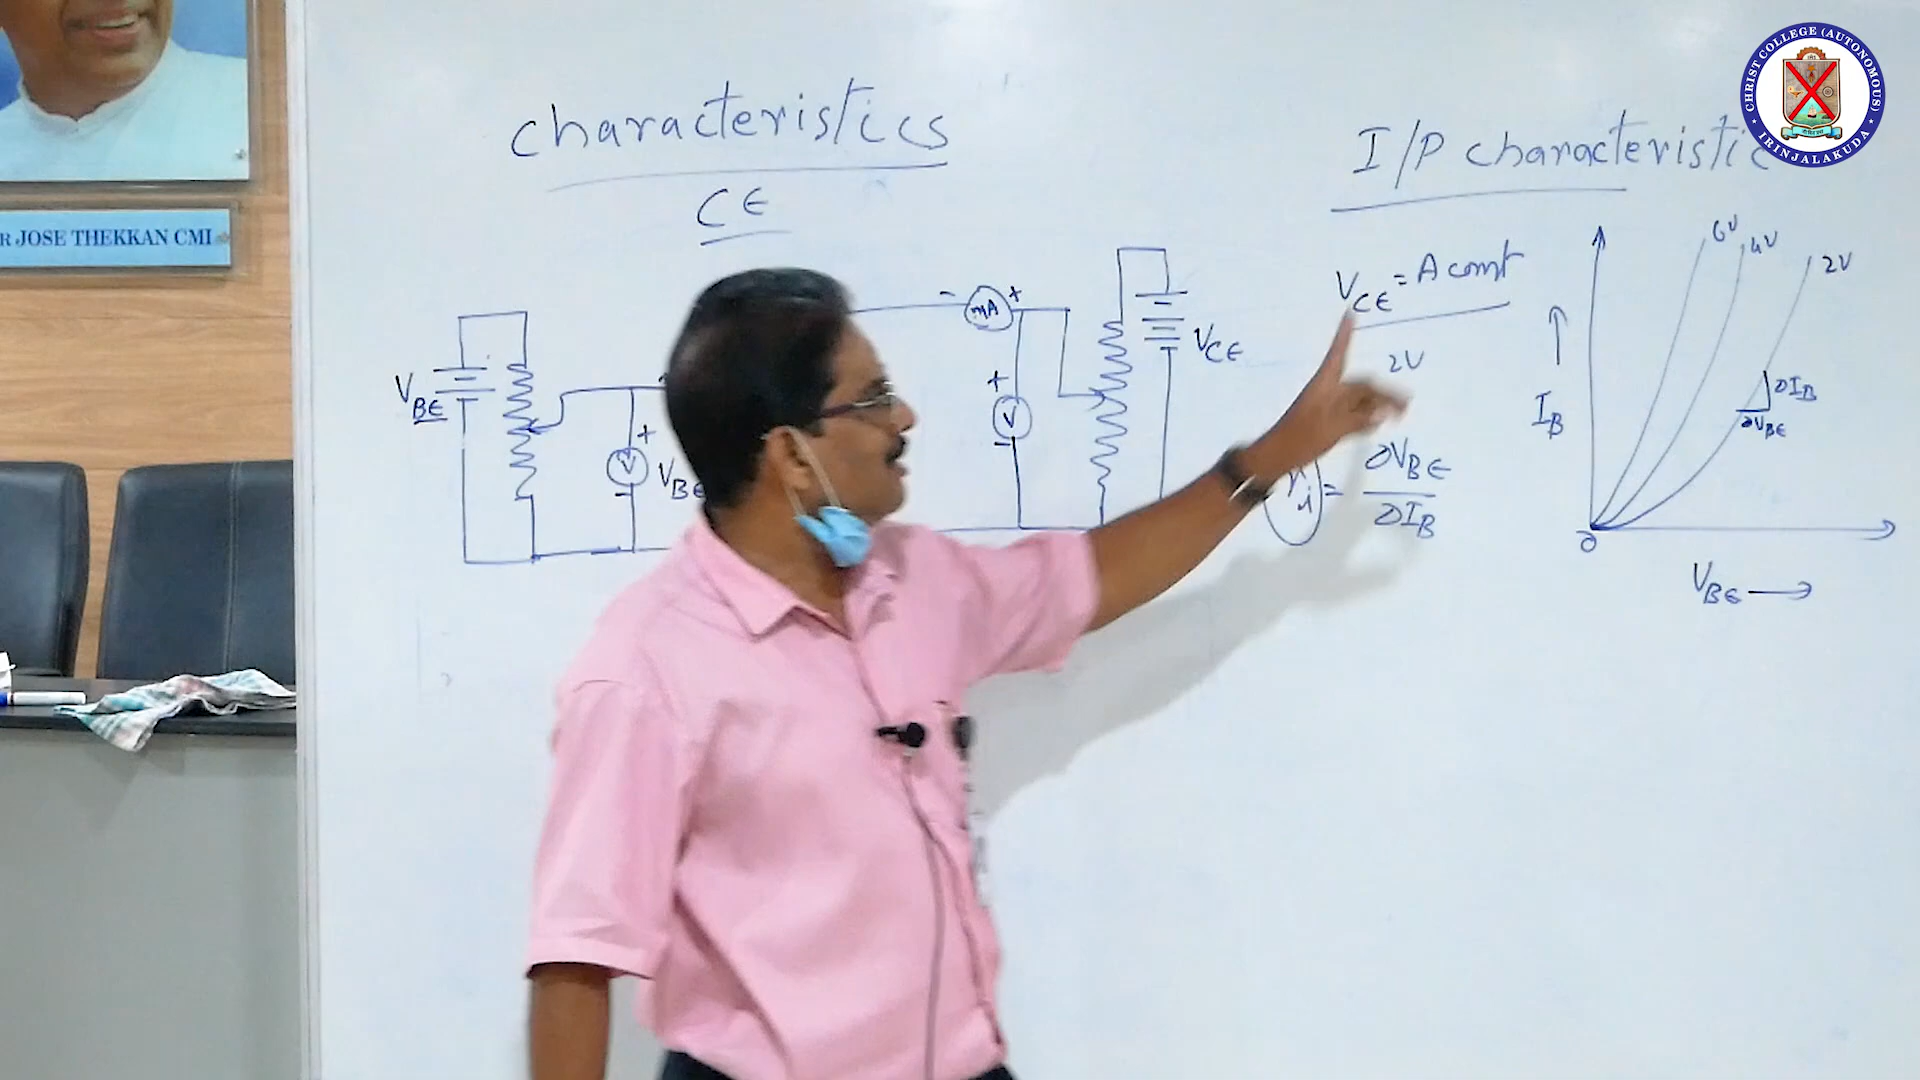 CHRIST COLLEGE (AUTONOMOUS)
IRINJALAKUDA
R JOSE THEKKAN CMI
Characteristics
CE
I/P characteristic
VBE
+
V
-
VBE
- mA +
+
V
-
VCE
VCE = A const
2V
ri = ∂VBE
∂IB
6V
4V
2V
↑
IB
∂IB
∂VBE
0
VBE →